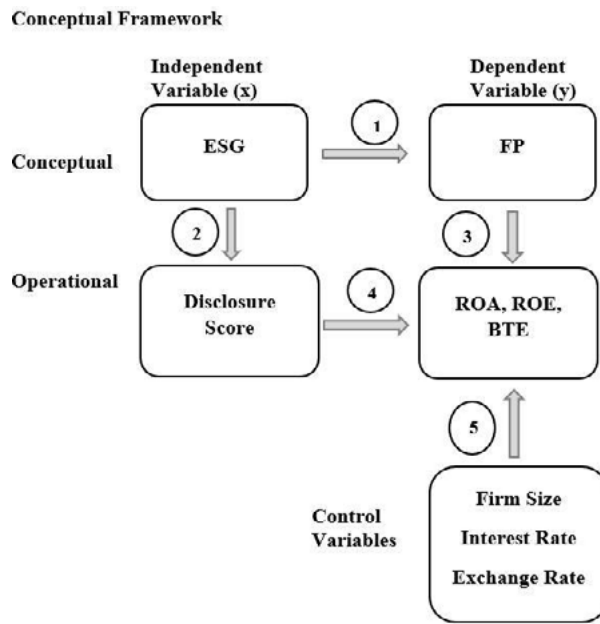 Conceptual Framework
Independent
Variable (x)
Dependent
Variable (y)
1
ESG
FP
Conceptual
2
3
Operational
4
Disclosure
Score
ROA, ROE,
BTE
5
Control
Variables
Firm Size
Interest Rate
Exchange Rate